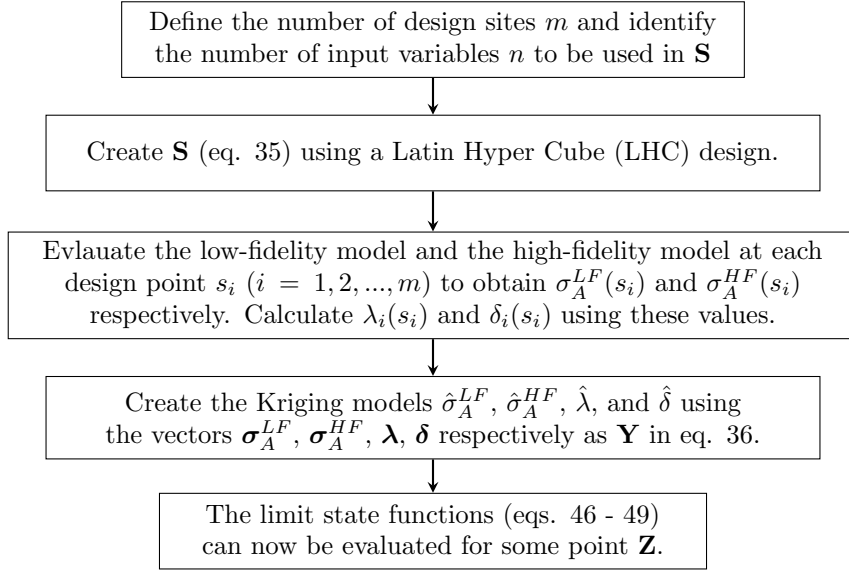 Define the number of design sites m and identify
the number of input variables n to be used in S
Create S (eq. 35) using a Latin Hyper Cube (LHC) design.
Evlauate the low-fidelity model and the high-fidelity model at each
design point s_i (i = 1, 2, ..., m) to obtain σ_A^{LF}(s_i) and σ_A^{HF}(s_i)
respectively. Calculate λ_i(s_i) and δ_i(s_i) using these values.
Create the Kriging models σ̂_A^{LF}, σ̂_A^{HF}, λ̂, and δ̂ using
the vectors σ_A^{LF}, σ_A^{HF}, λ, δ respectively as Y in eq. 36.
The limit state functions (eqs. 46 - 49)
can now be evaluated for some point Z.